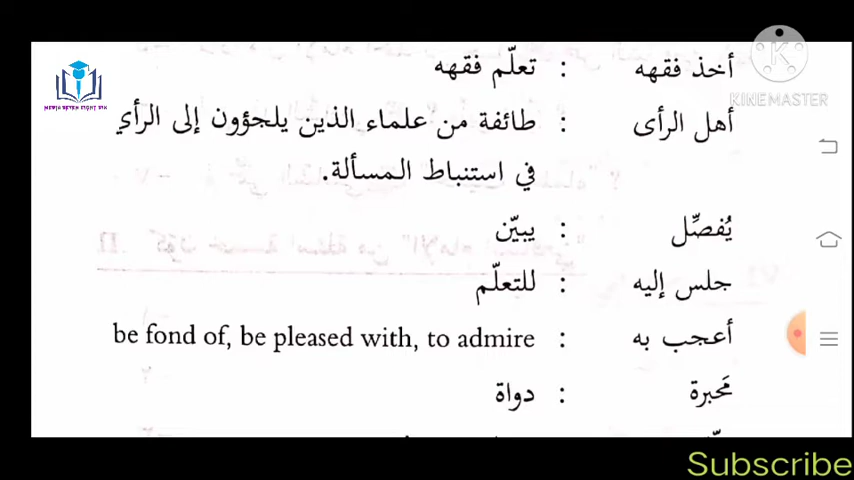 أخذ فقهه : تعلّم فقهه
أهل الرأى : طائفة من علماء الذين يلجؤون إلى الرأي
في استنباط المسألة.
يُفصِّل : يبيّن
جلس إليه : للتعلّم
أعجب به : be fond of, be pleased with, to admire
مَحبرة : دواة
KINEMASTER
Subscribe